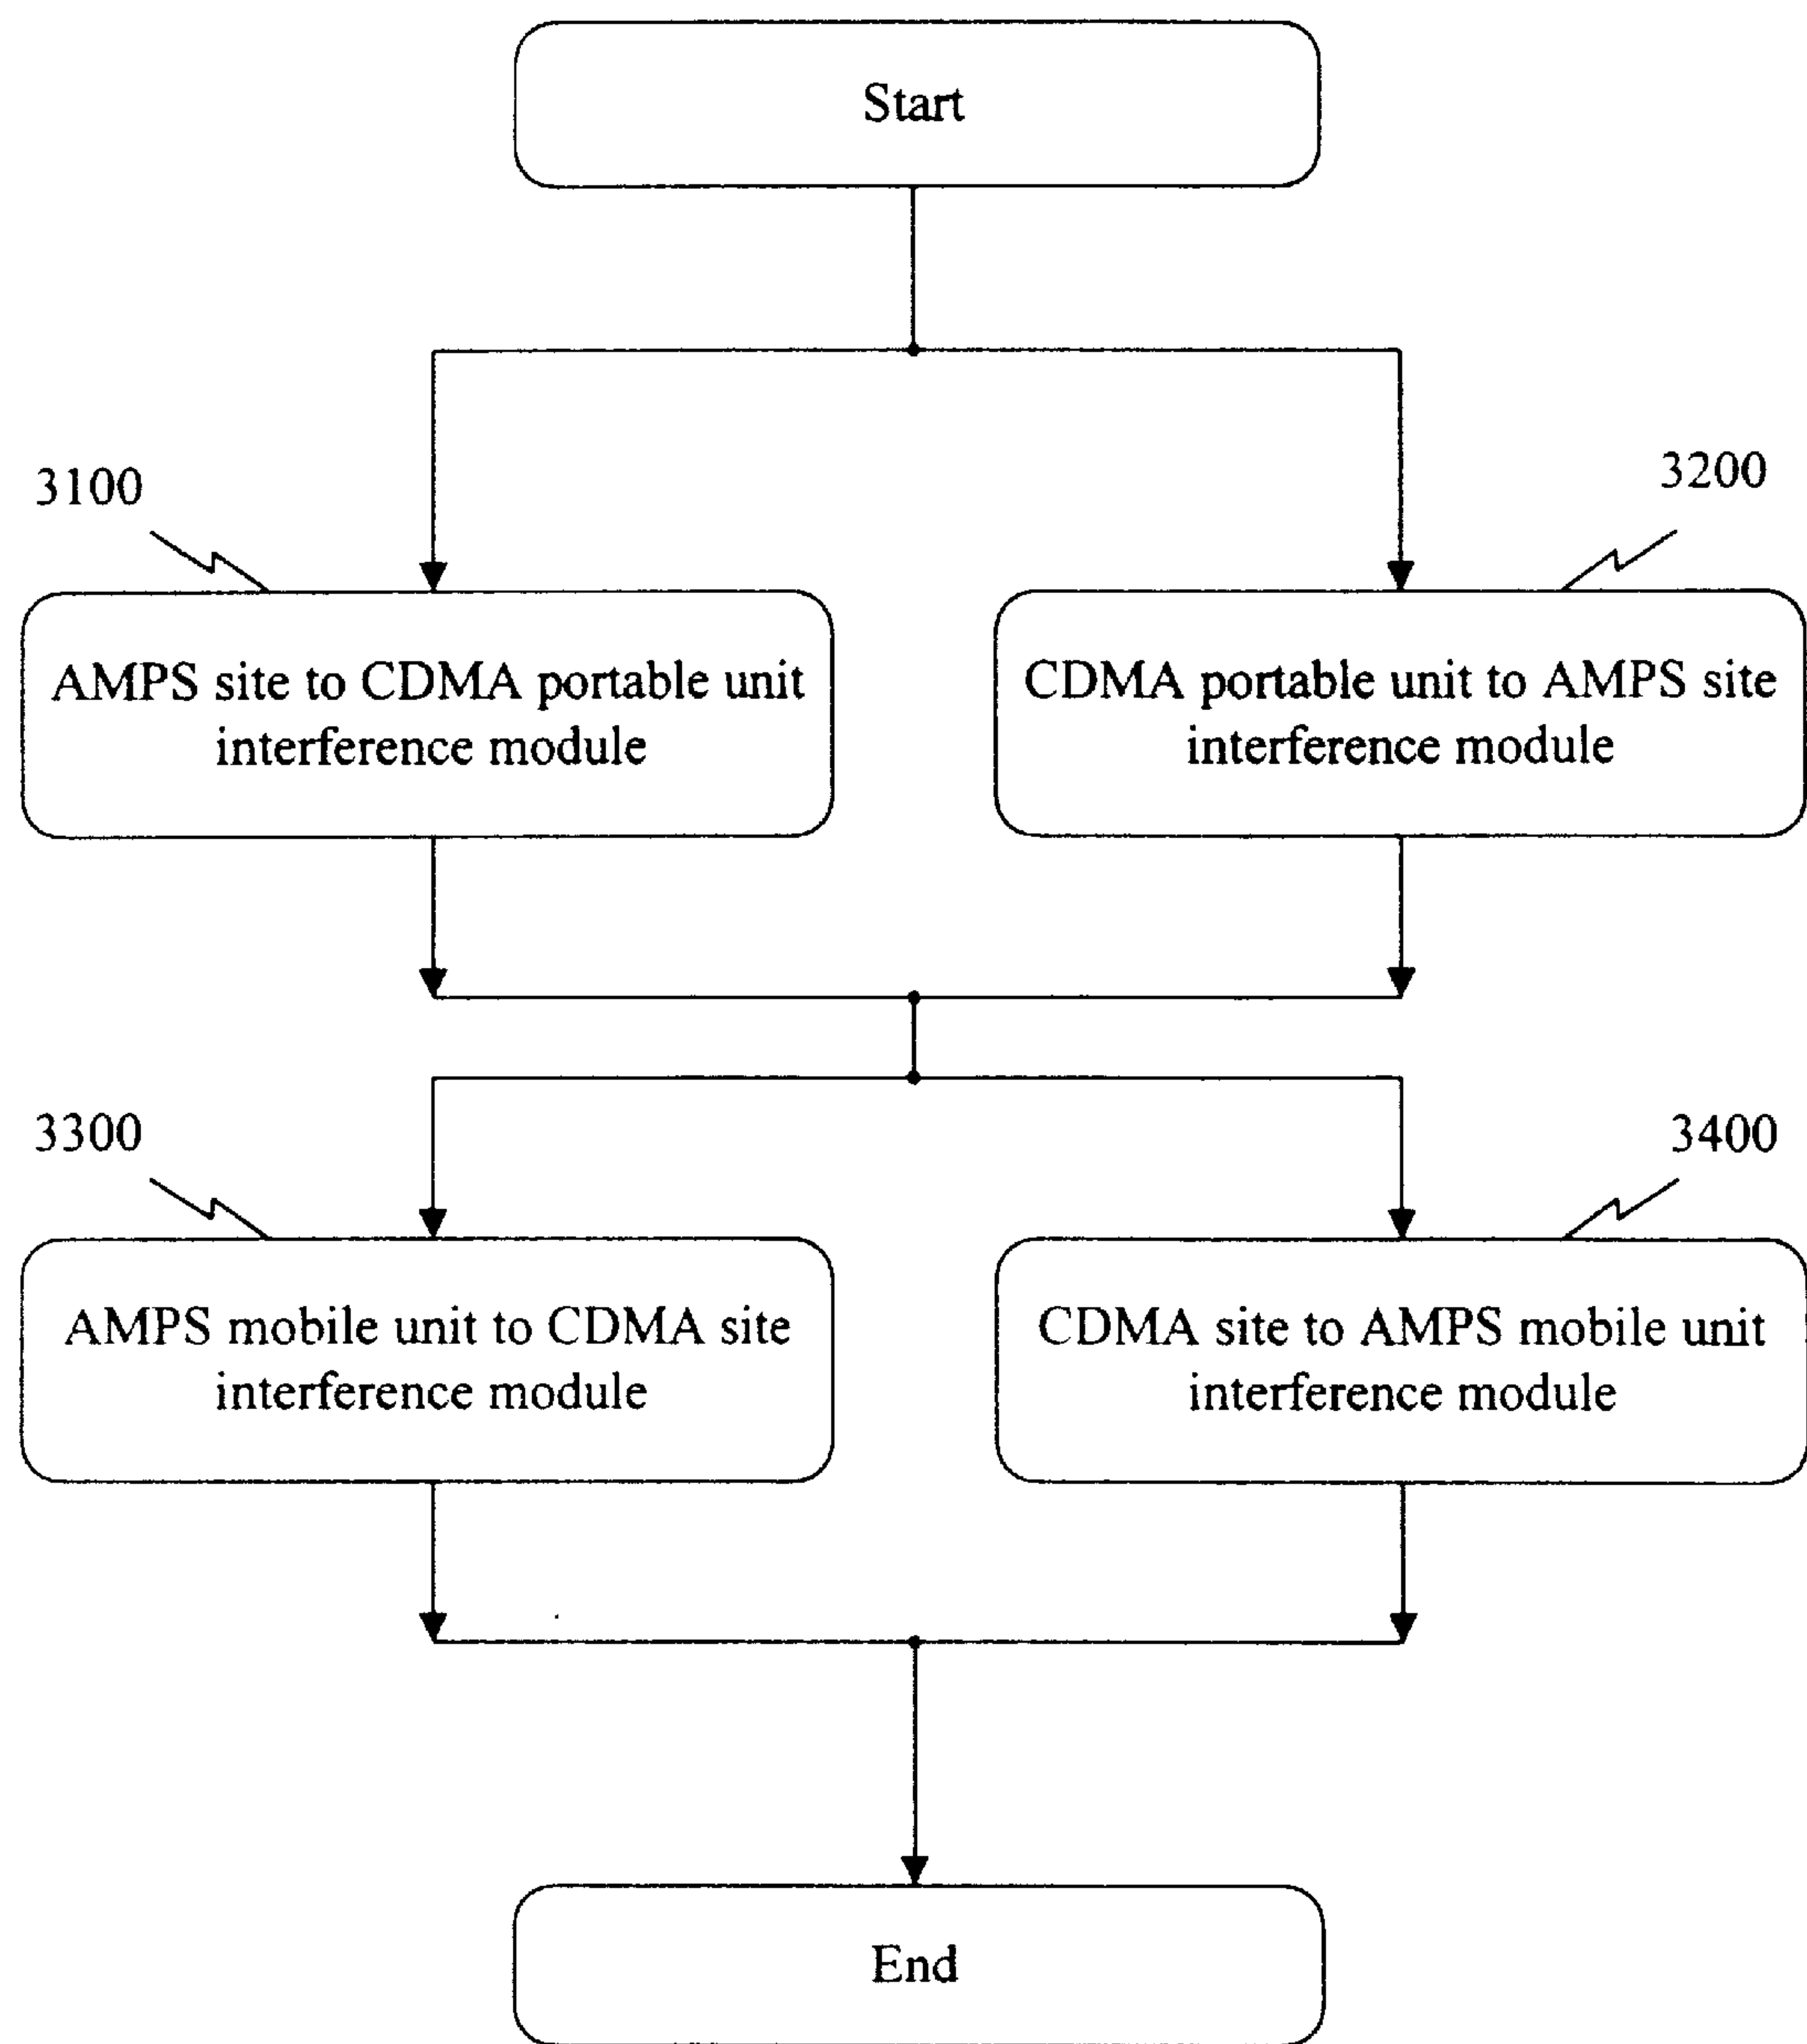 Start
3100
3200
AMPS site to CDMA portable unit
interference module
CDMA portable unit to AMPS site
interference module
3300
3400
AMPS mobile unit to CDMA site
interference module
CDMA site to AMPS mobile unit
interference module
End